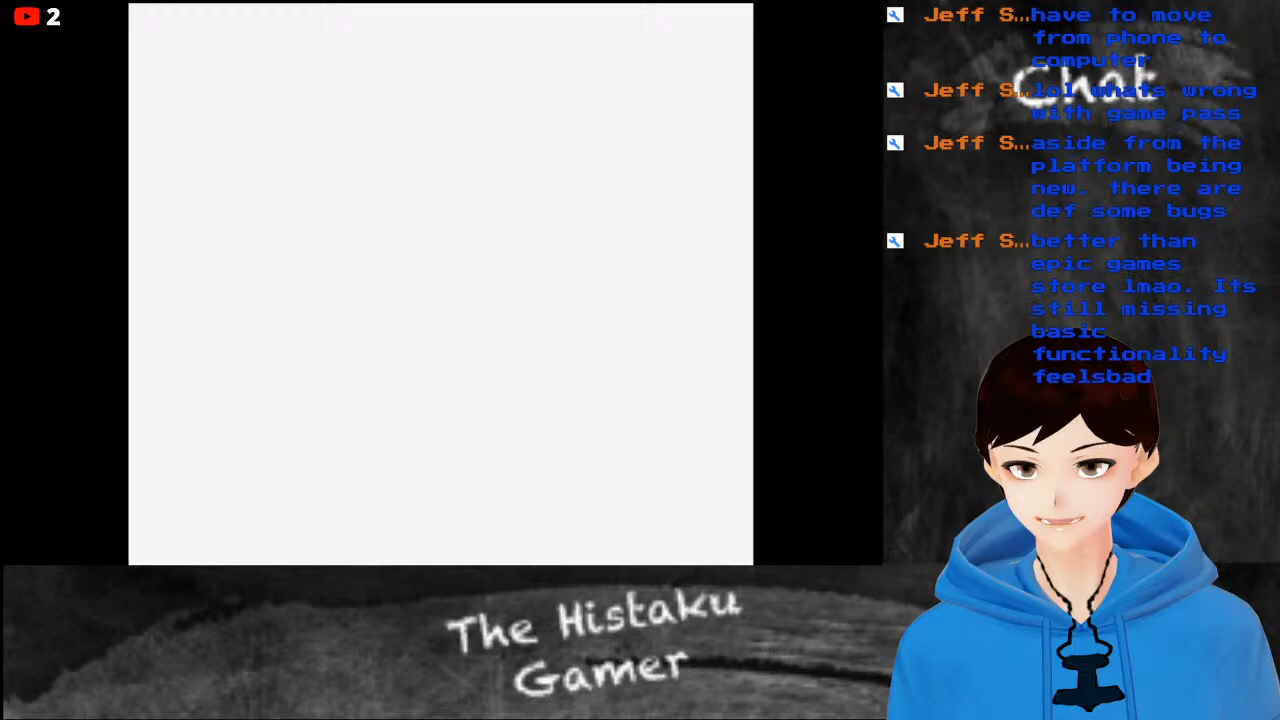 2
Jeff S...have to move
from phone to
computer
Chat
Jeff S...lol whats wrong
with game pass
Jeff S...aside from the
platform being
new. there are
def some bugs
Jeff S...better than
epic games
store lmao. Its
still missing
basic
functionality
feelsbad
The Histaku
Gamer